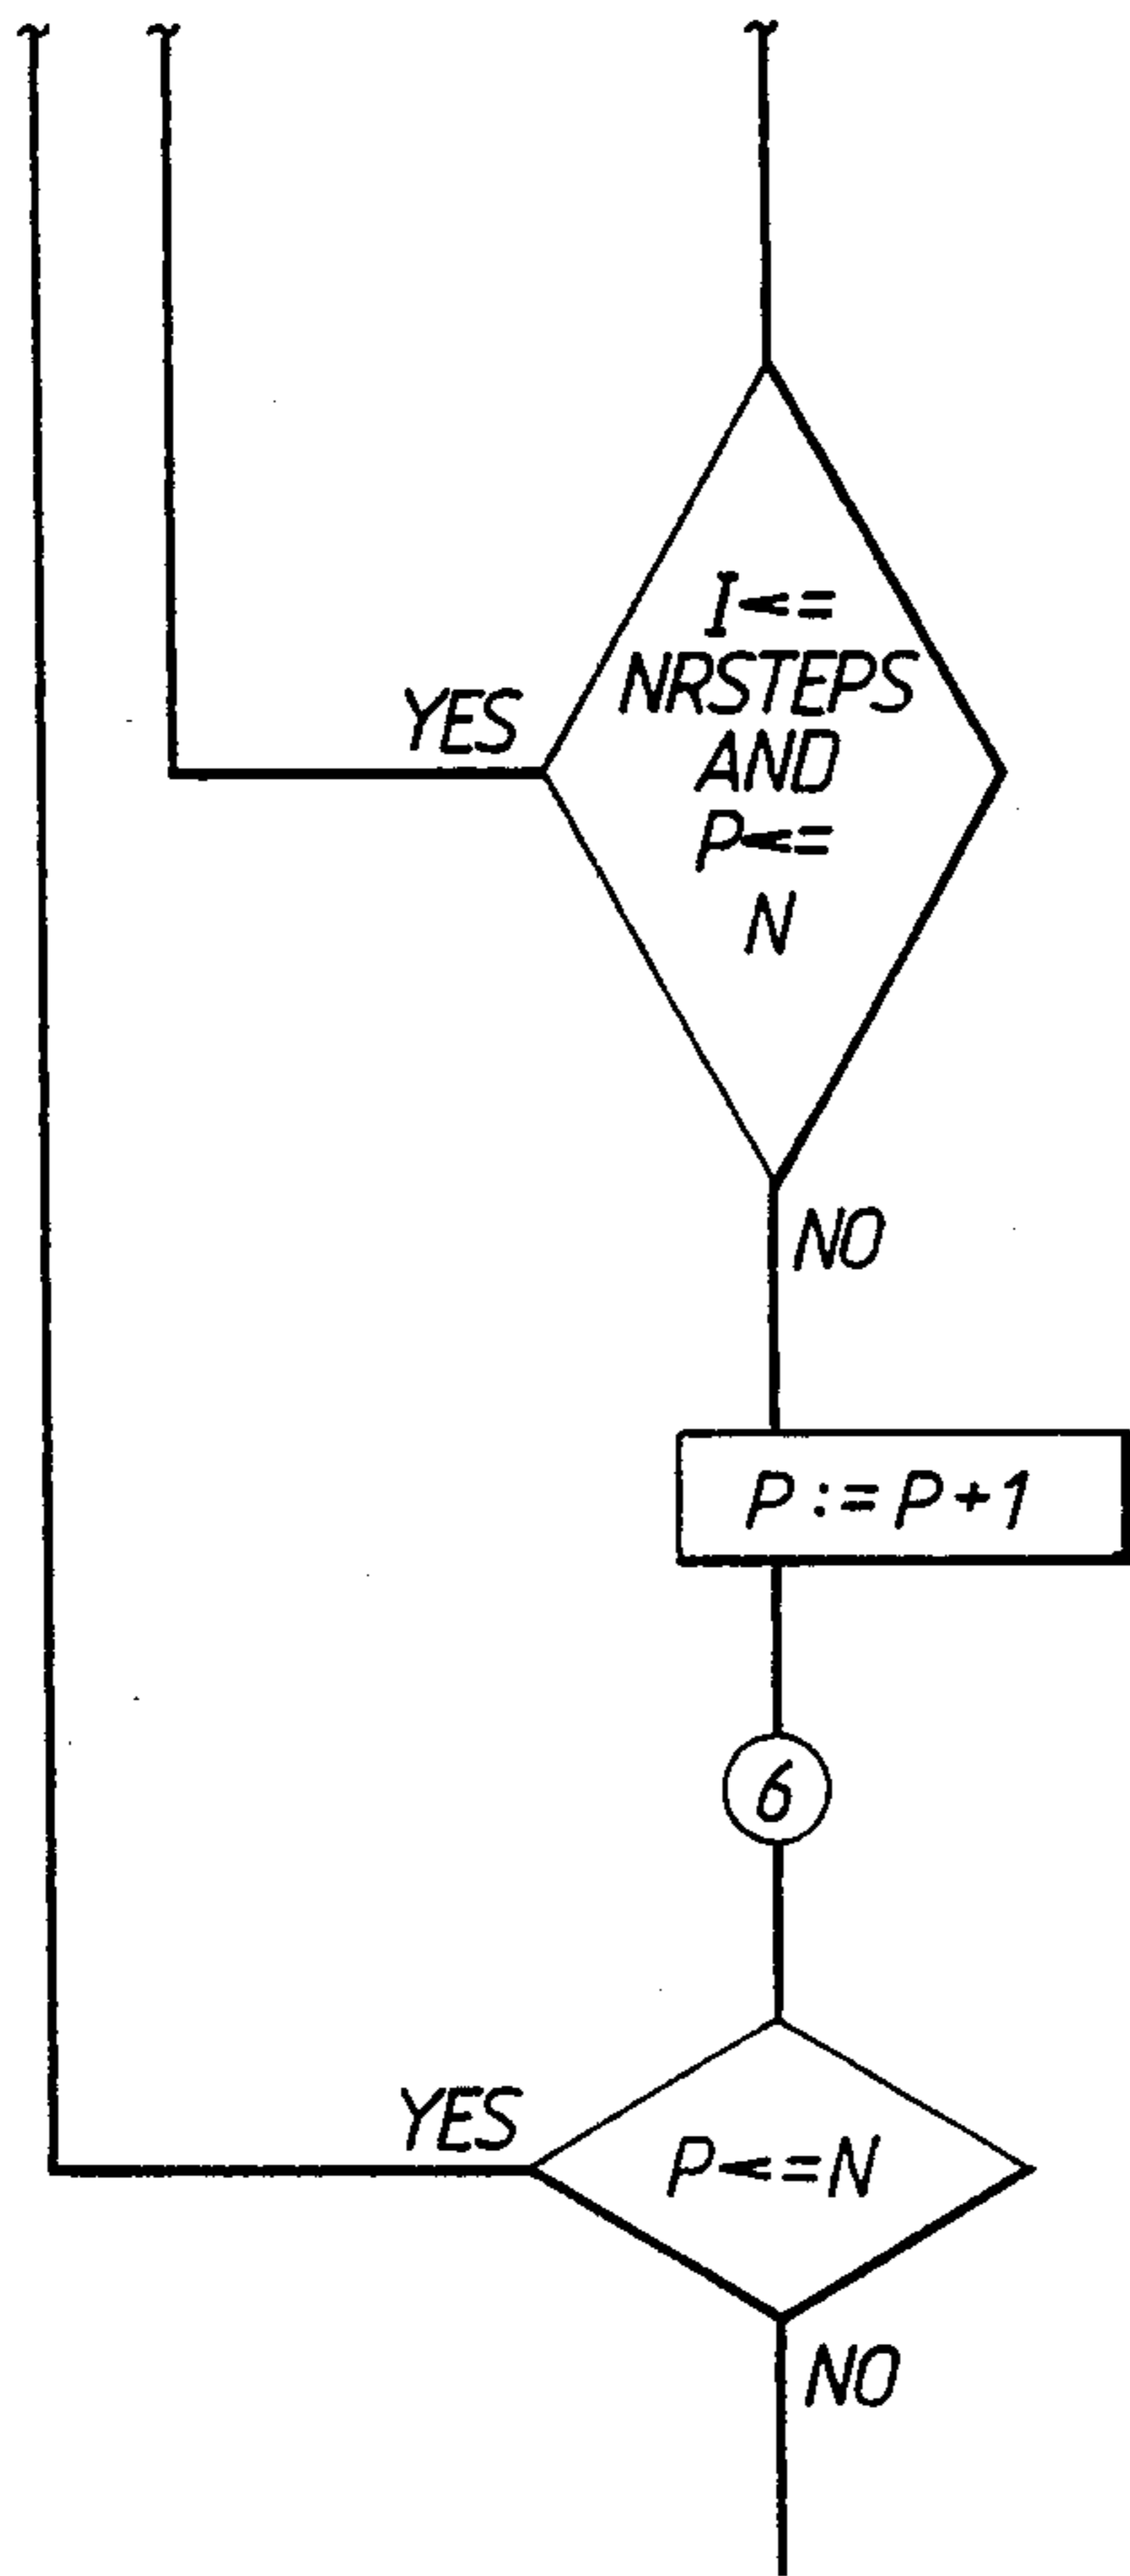 I<=
NRSTEPS
AND
P<=
N
YES
NO
P:=P+1
6
YES
P<=N
NO